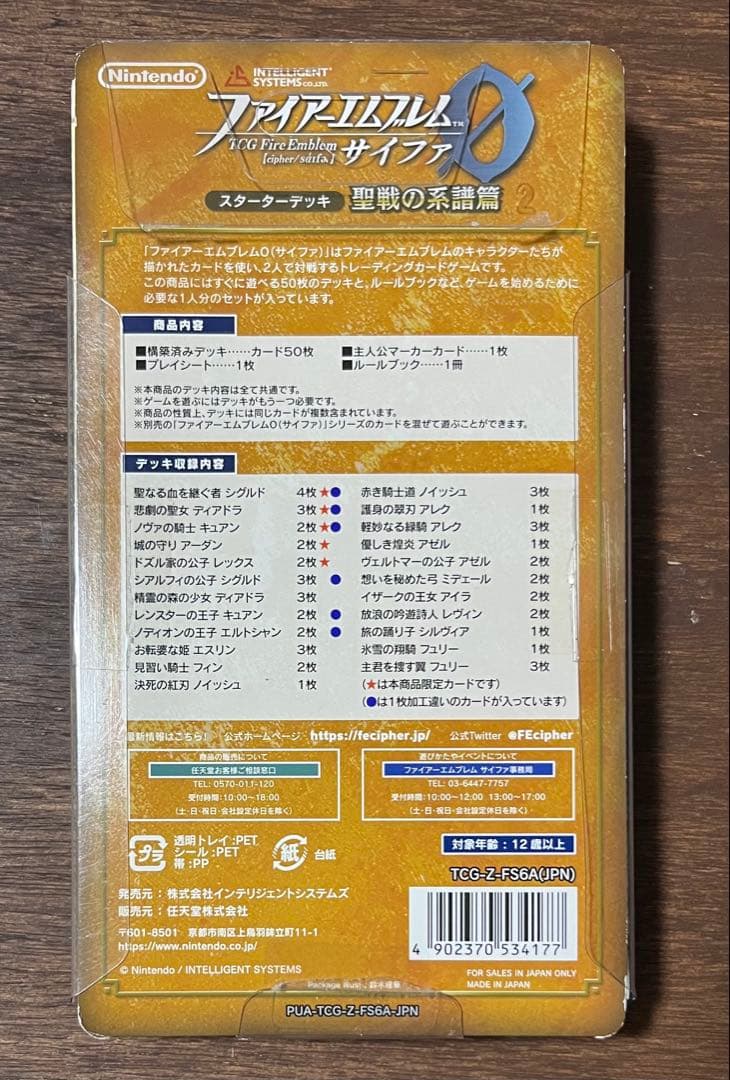 Nintendo
INTELLIGENT
SYSTEMS CO.,LTD.
ファイアーエムブレム™
TCG Fire Emblem
[cipher/sáifə] サイファ 0
スターターデッキ 聖戦の系譜篇
「ファイアーエムブレム0(サイファ)」はファイアーエムブレムのキャラクターたちが
描かれたカードを使い、2人で対戦するトレーディングカードゲームです。
この商品にはすぐに遊べる50枚のデッキと、ルールブックなど、ゲームを始めるために
必要な1人分のセットが入っています。
商品内容
■構築済みデッキ……カード50枚 ■主人公マーカーカード……1枚
■プレイシート……1枚 ■ルールブック……1冊
※本商品のデッキ内容は全て共通です。
※ゲームを遊ぶにはデッキがもう一つ必要です。
※商品の性質上、デッキには同じカードが複数含まれています。
※別売の「ファイアーエムブレム0(サイファ)」シリーズのカードを混ぜて遊ぶことができます。
デッキ収録内容
聖なる血を継ぐ者 シグルド 4枚★●
悲劇の聖女 ディアドラ 3枚★●
ノヴァの騎士 キュアン 2枚★●
城の守り アーダン 2枚★
ドズル家の公子 レックス 2枚★
シアルフィの公子 シグルド 3枚 ●
精霊の森の少女 ディアドラ 3枚
レンスターの王子 キュアン 2枚 ●
ノディオンの王子 エルトシャン 2枚 ●
お転婆な姫 エスリン 3枚
見習い騎士 フィン 2枚
決死の紅刃 ノイッシュ 1枚
赤き騎士道 ノイッシュ 3枚
護身の翠刃 アレク 1枚
軽妙なる緑騎 アレク 3枚
優しき煌炎 アゼル 1枚
ヴェルトマーの公子 アゼル 2枚
想いを秘めた弓 ミデェール 2枚
イザークの王女 アイラ 2枚
放浪の吟遊詩人 レヴィン 2枚
旅の踊り子 シルヴィア 1枚
氷雪の翔騎 フュリー 1枚
主君を捜す翼 フュリー 3枚
(★は本商品限定カードです)
(●は1枚加工違いのカードが入っています)
最新情報はこちら! 公式ホームページ https://fecipher.jp/ 公式Twitter @FEcipher
商品の販売について
任天堂お客様ご相談窓口
TEL: 0570-011-120
受付時間:10:00〜18:00
(土・日・祝日・会社設定休日を除く)
遊びかたやイベントについて
ファイアーエムブレム サイファ事務局
TEL: 03-6447-7757
受付時間:10:00〜12:00 13:00〜17:00
(土・日・祝日・会社設定休日を除く)
プラ
透明トレイ:PET
シール:PET
帯:PP
紙 台紙
対象年齢:12歳以上
TCG-Z-FS6A(JPN)
発売元:株式会社インテリジェントシステムズ
販売元:任天堂株式会社
〒601-8501 京都市南区上鳥羽鉾立町11-1
https://www.nintendo.co.jp/
© Nintendo / INTELLIGENT SYSTEMS
4 902370 534177
FOR SALES IN JAPAN ONLY
MADE IN JAPAN
Package Illust.:
PUA-TCG-Z-FS6A-JPN